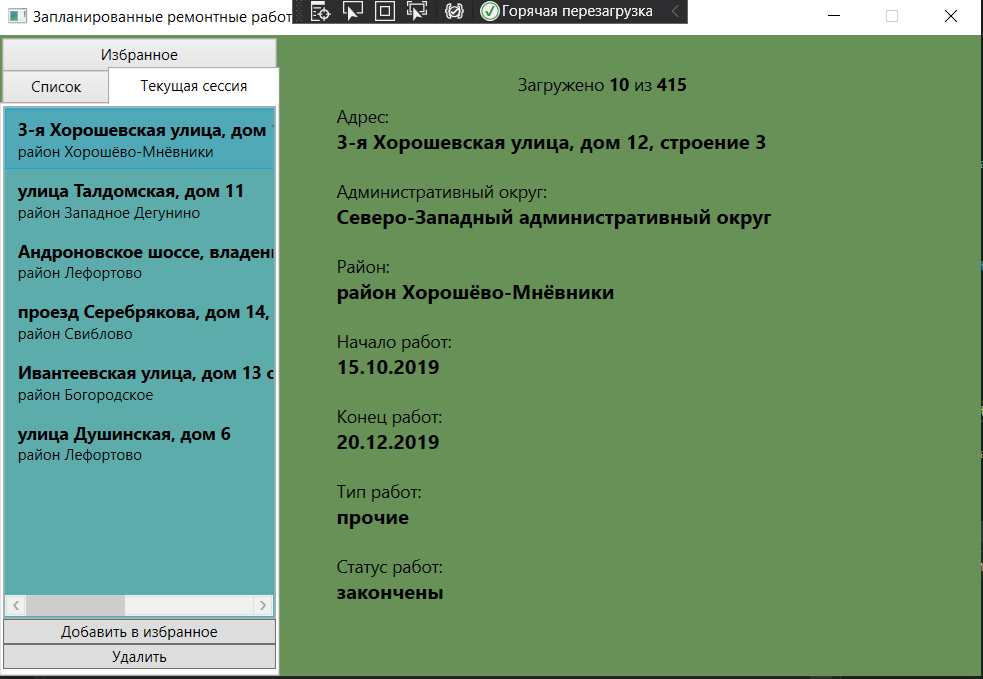 Запланированные ремонтные работ
Горячая перезагрузка
Избранное
Список
Текущая сессия
3-я Хорошевская улица, дом
район Хорошёво-Мнёвники
улица Талдомская, дом 11
район Западное Дегунино
Андроновское шоссе, владен
район Лефортово
проезд Серебрякова, дом 14,
район Свиблово
Ивантеевская улица, дом 13 с
район Богородское
улица Душинская, дом 6
район Лефортово
Добавить в избранное
Удалить
Загружено 10 из 415
Адрес:
3-я Хорошевская улица, дом 12, строение 3
Административный округ:
Северо-Западный административный округ
Район:
район Хорошёво-Мнёвники
Начало работ:
15.10.2019
Конец работ:
20.12.2019
Тип работ:
прочие
Статус работ:
закончены